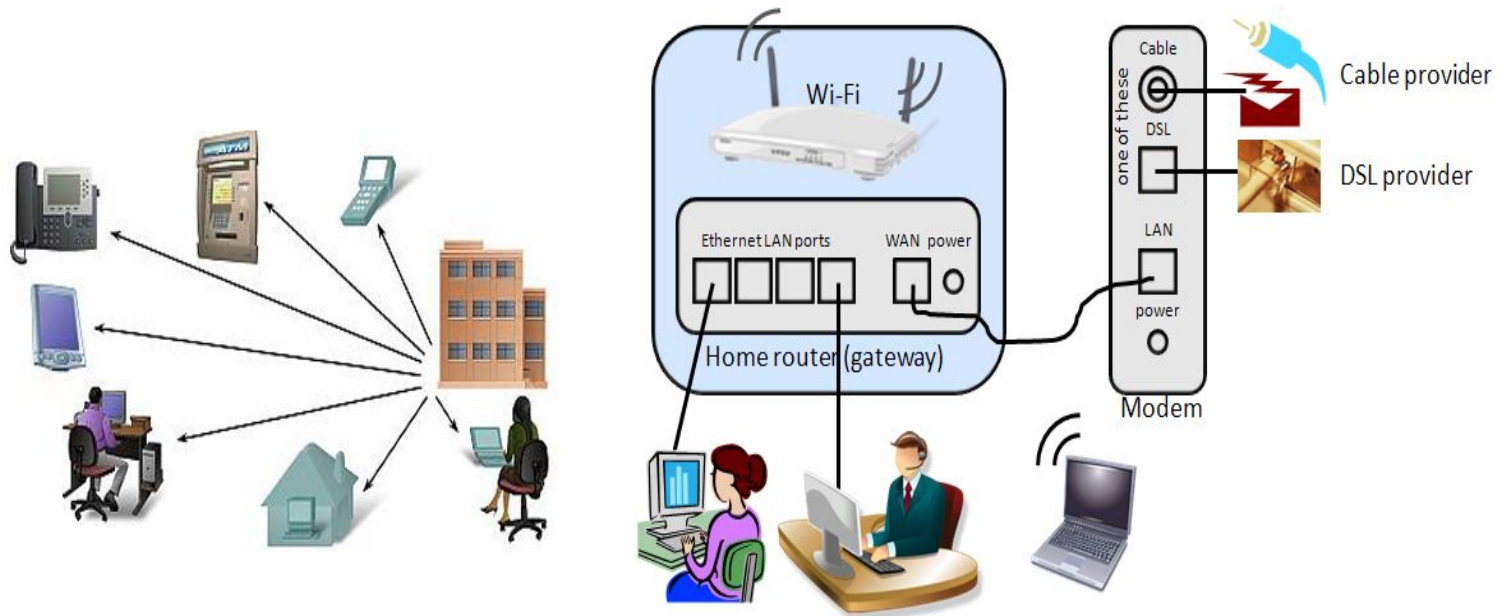 ATM
Wi-Fi
Ethernet LAN ports
WAN power
Home router (gateway)
one of these
Cable
DSL
LAN
power
Modem
Cable provider
DSL provider